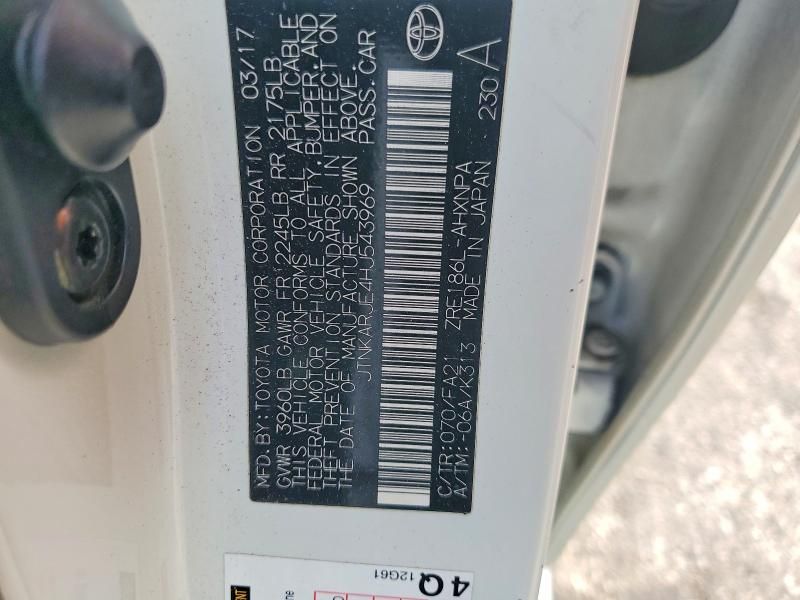 MFD. BY: TOYOTA MOTOR CORPORATION 03/17
GVWR 3960LB GAWR FR 2245LB RR 2175LB
THIS VEHICLE CONFORMS TO ALL APPLICABLE
FEDERAL MOTOR VEHICLE SAFETY, BUMPER, AND
THEFT PREVENTION STANDARDS IN EFFECT ON
THE DATE OF MANUFACTURE SHOWN ABOVE.
JTNKARJE4HJ543969 PASS. CAR
C/TR: 070/FA21 ZRE186L-AHXNPA 230 A
A/TM: -06A/K313 MADE IN JAPAN
4Q
12G61